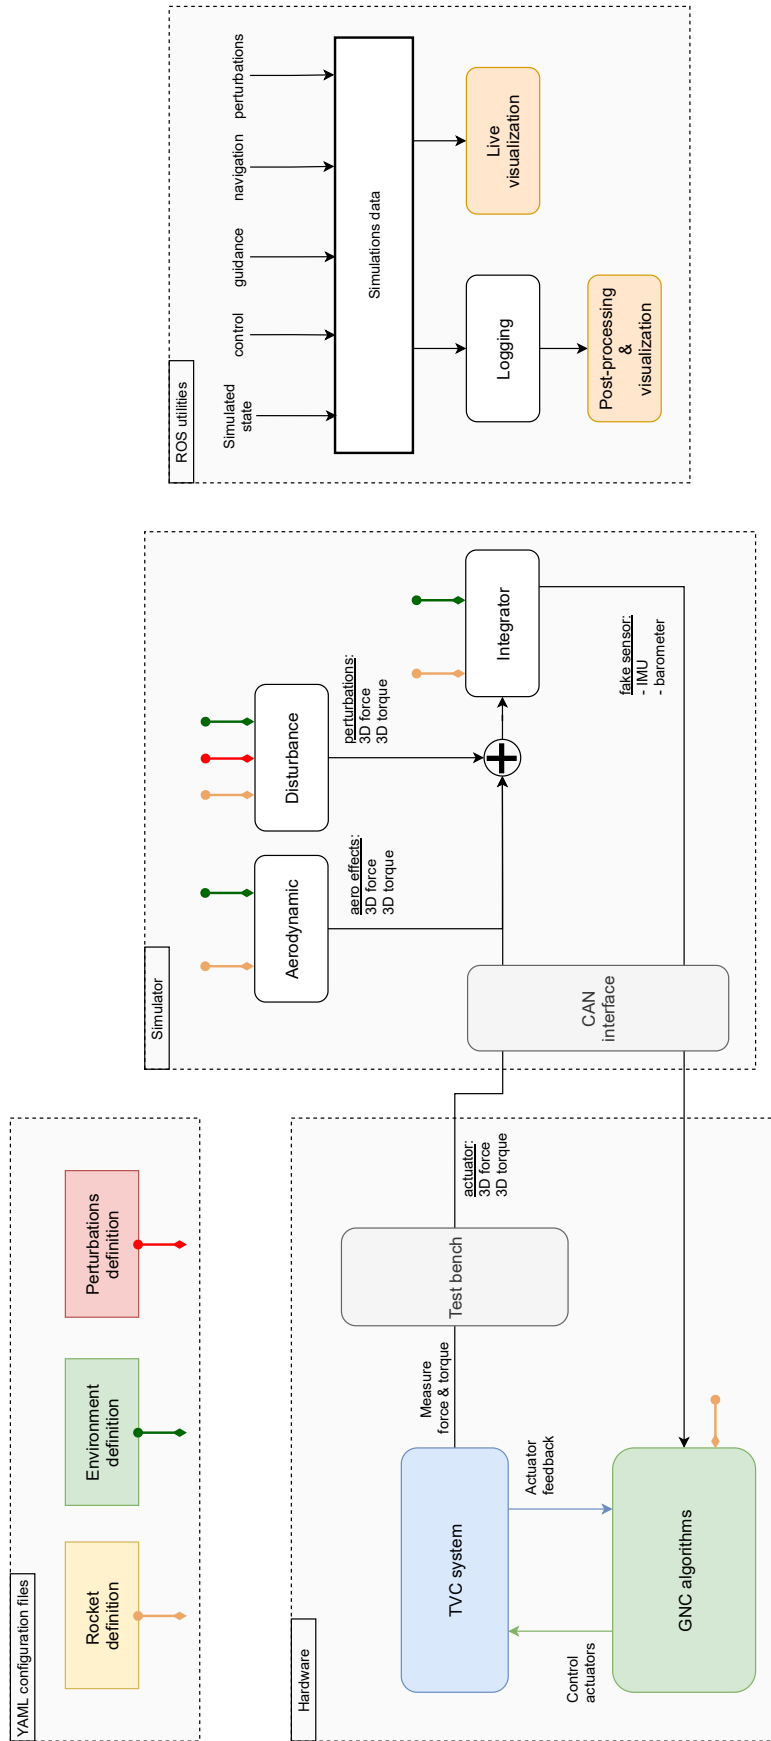 YAML configuration files
Rocket
definition
Environment
definition
Perturbations
definition
Hardware
TVC system
Measure
force & torque
Test bench
actuator:
3D force
3D torque
Control
actuators
Actuator
feedback
GNC algorithms
Simulator
Aerodynamic
aero effects:
3D force
3D torque
Disturbance
perturbations:
3D force
3D torque
Integrator
CAN
interface
fake sensor:
- IMU
- barometer
ROS utilities
Simulated
state
control
guidance
navigation
perturbations
Simulations data
Logging
Live
visualization
Post-processing
&
visualization